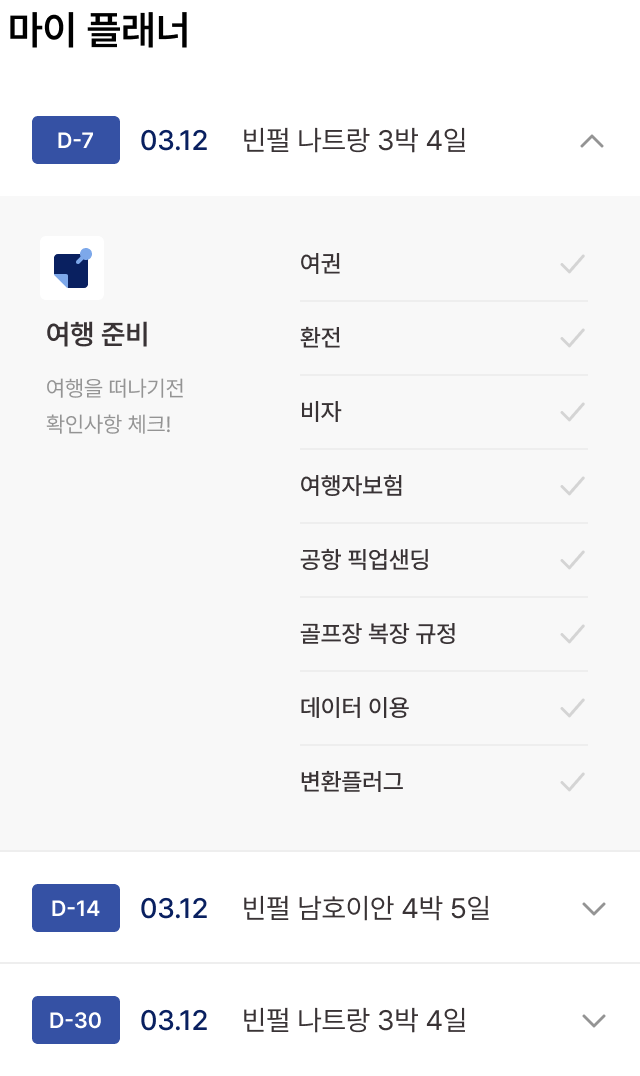 마이 플래너
D-7 03.12 빈펄 나트랑 3박 4일
여행 준비
여행을 떠나기전
확인사항 체크!
여권
환전
비자
여행자보험
공항 픽업샌딩
골프장 복장 규정
데이터 이용
변환플러그
D-14 03.12 빈펄 남호이안 4박 5일
D-30 03.12 빈펄 나트랑 3박 4일